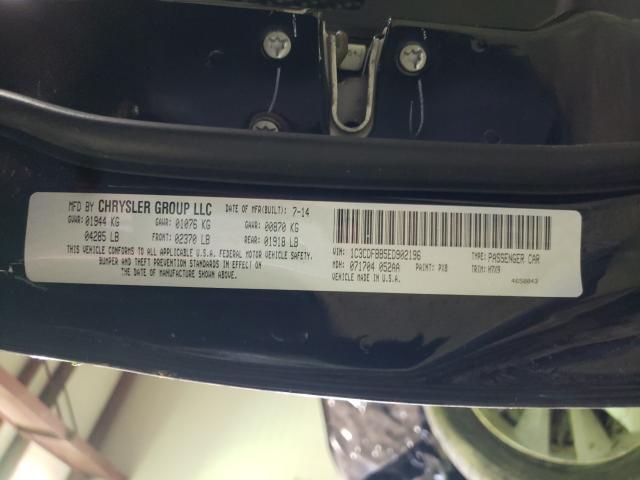 MFD BY CHRYSLER GROUP LLC DATE OF MFR(BUILT): 7-14
GVWR: 01944 KG GAWR: 01076 KG GAWR: 00870 KG
04285 LB FRONT: 02370 LB REAR: 01918 LB
THIS VEHICLE CONFORMS TO ALL APPLICABLE U.S.A. FEDERAL MOTOR VEHICLE SAFETY,
BUMPER AND THEFT PREVENTION STANDARDS IN EFFECT ON
THE DATE OF MANUFACTURE SHOWN ABOVE.
VIN: 1C3CDFBB5ED902196 TYPE: PASSENGER CAR
MDH: 071704 052AA PAINT: PXB TRIM: H7X9
VEHICLE MADE IN U.S.A. 4650043